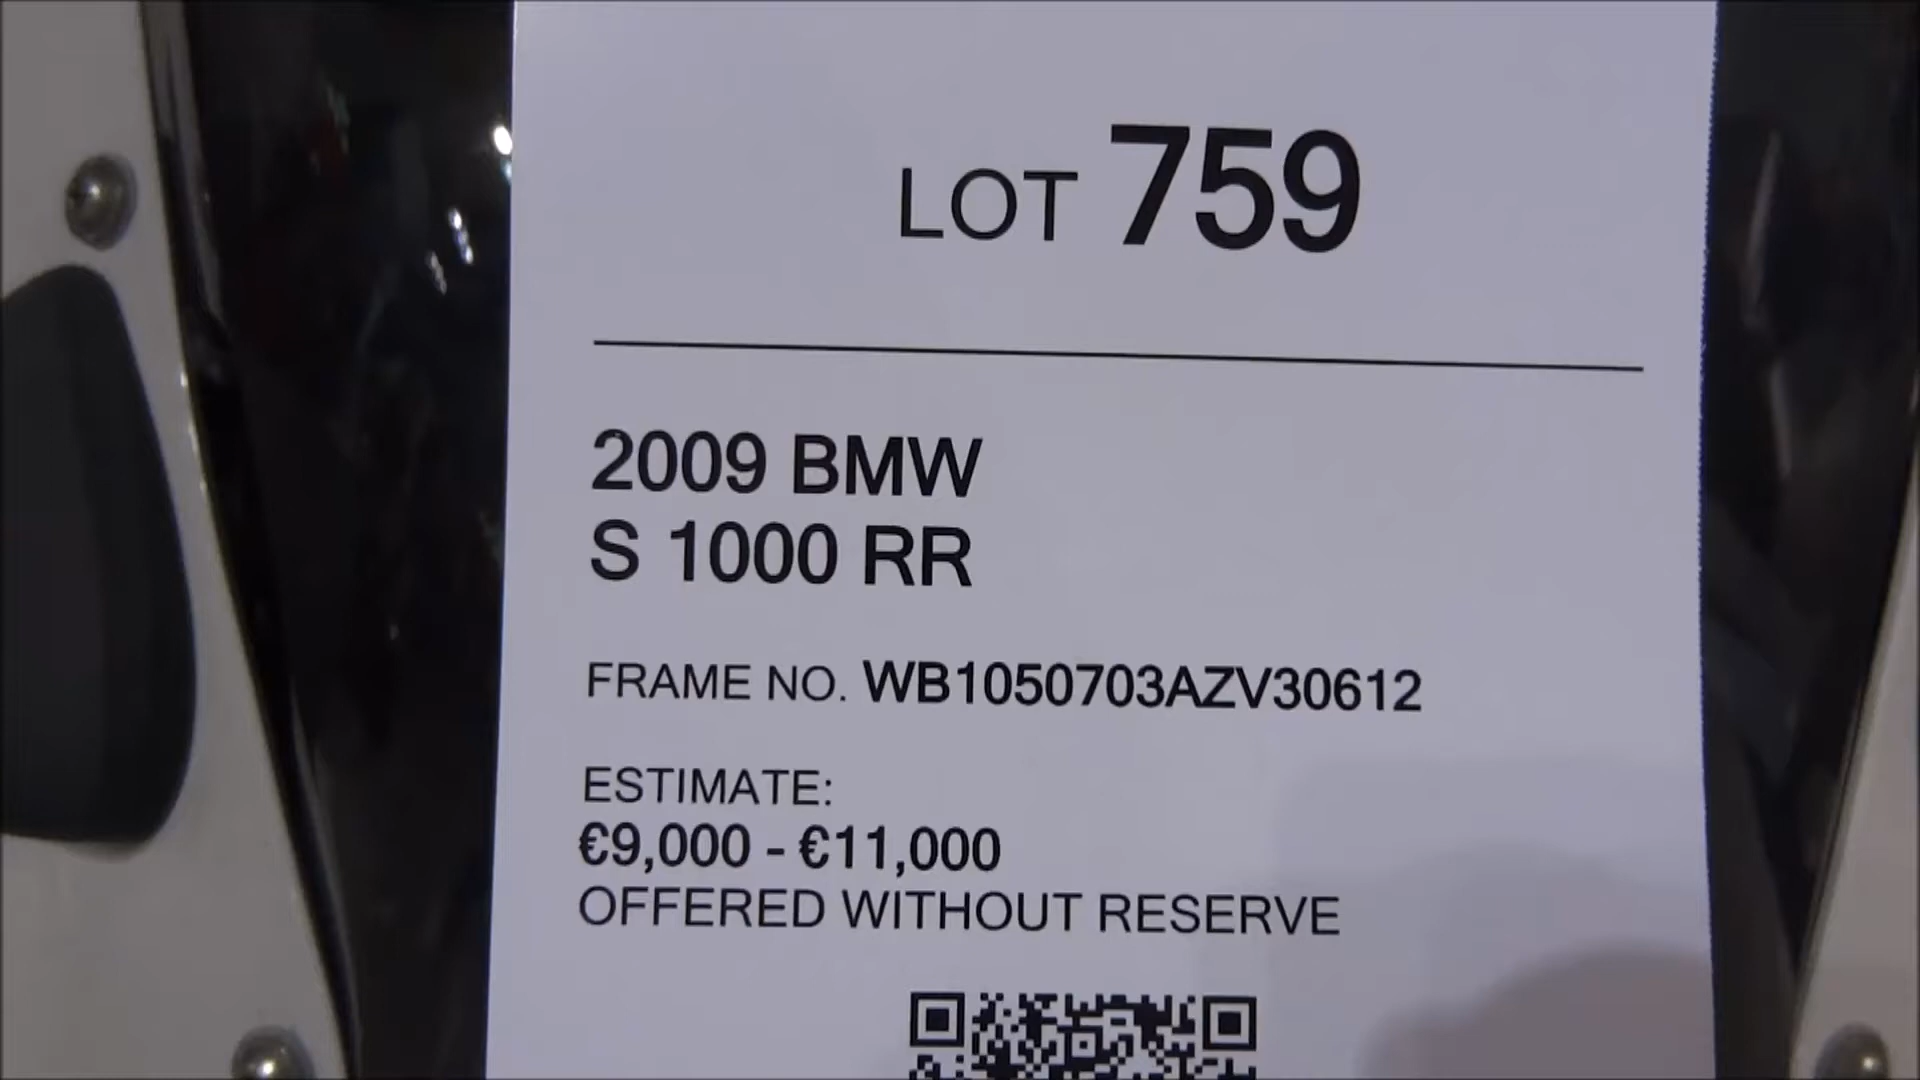 LOT 759
2009 BMW
S 1000 RR
FRAME NO. WB1050703AZV30612
ESTIMATE:
€9,000 - €11,000
OFFERED WITHOUT RESERVE